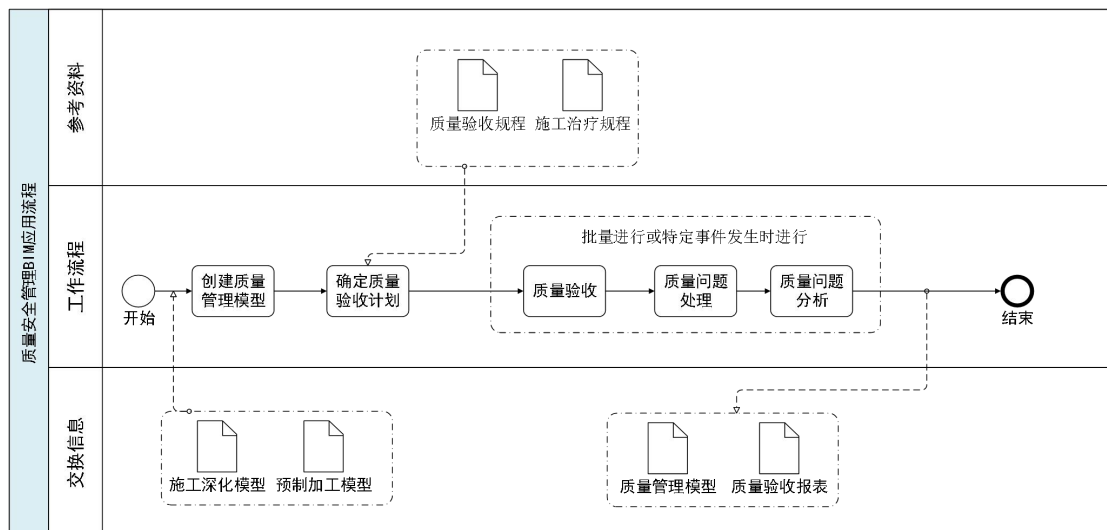 质量安全管理BIM应用流程
参考资料
质量验收规程
施工治疗规程
工作流程
批量进行或特定事件发生时进行
开始
创建质量
管理模型
确定质量
验收计划
质量验收
质量问题
处理
质量问题
分析
结束
交换信息
施工深化模型
预制加工模型
质量管理模型
质量验收报表